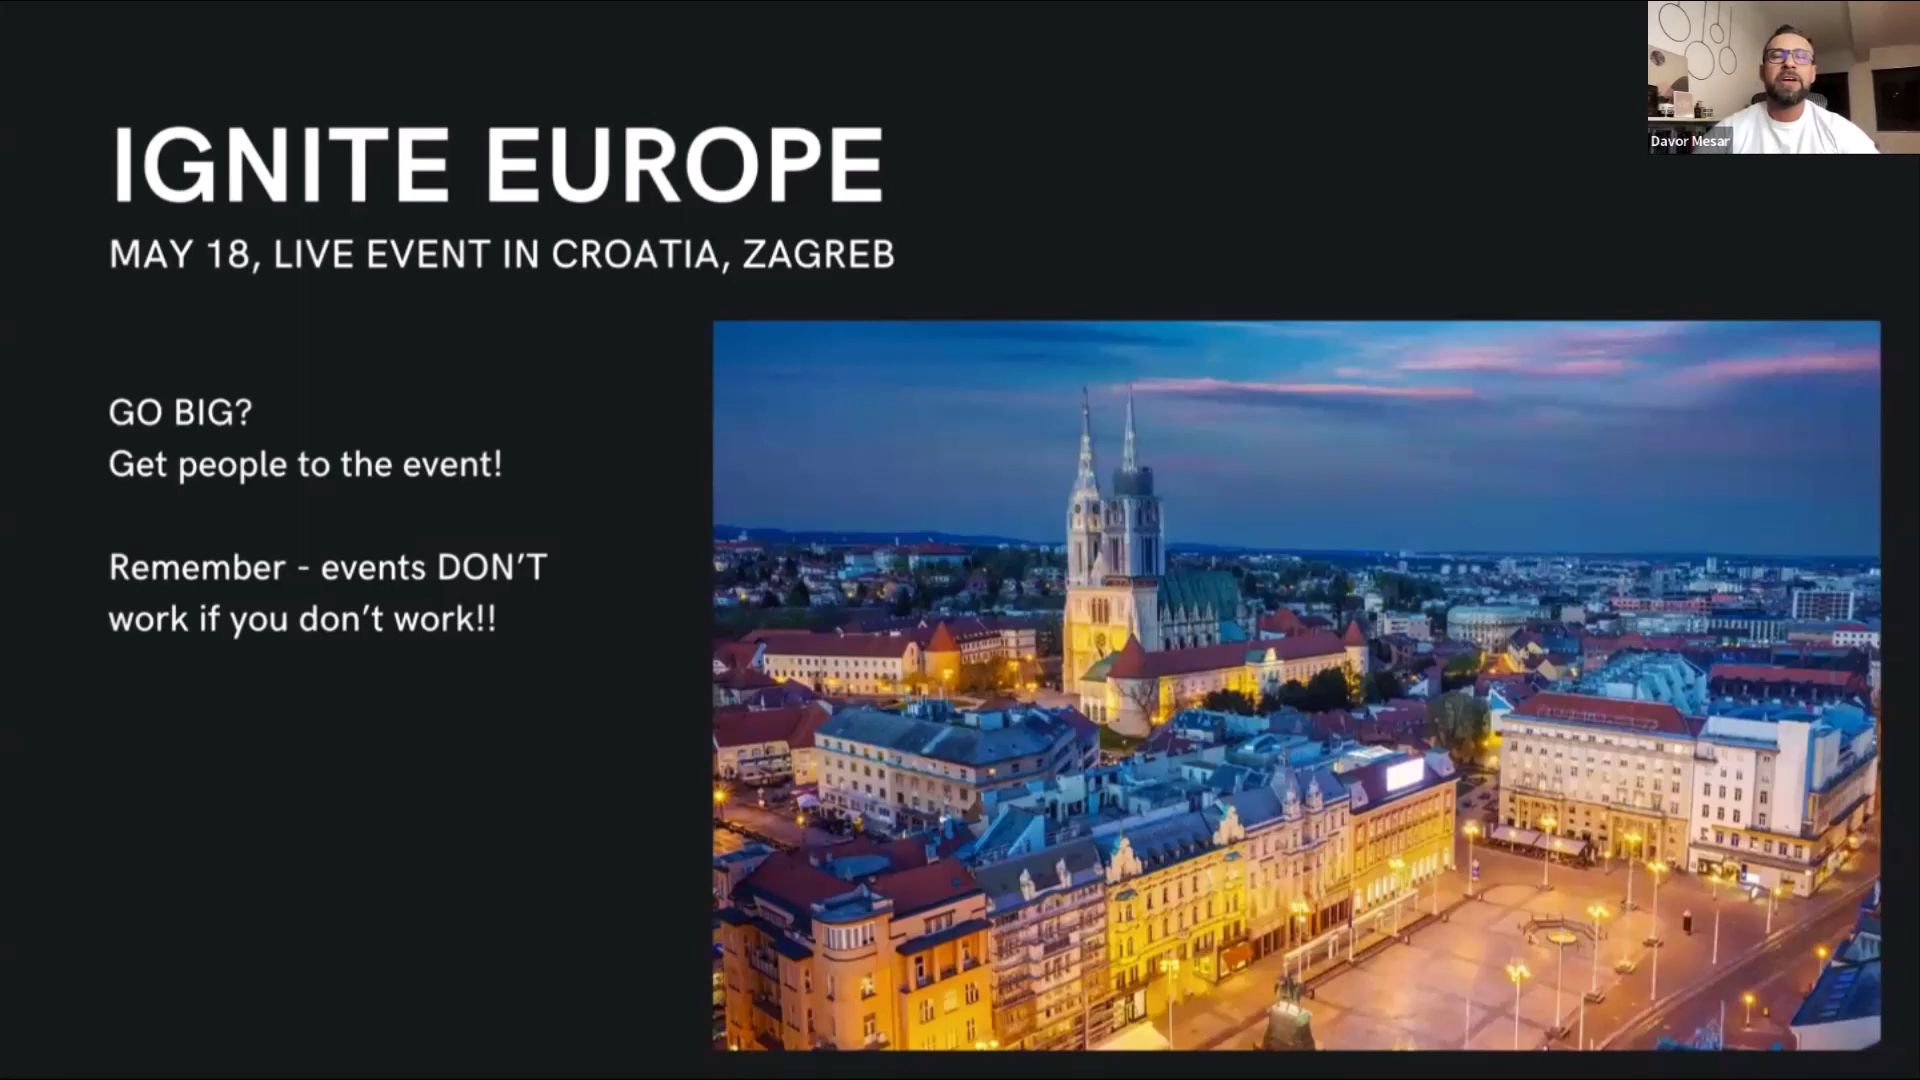 IGNITE EUROPE
MAY 18, LIVE EVENT IN CROATIA, ZAGREB
GO BIG?
Get people to the event!
Remember - events DON’T
work if you don’t work!!
Davor Mesar